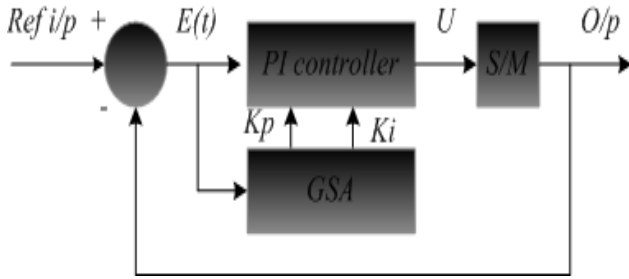 Ref i/p + E(t) U O/p
PI controller S/M
-
Kp Ki
GSA